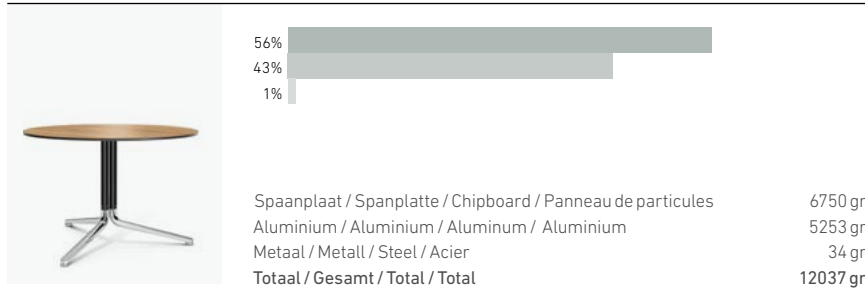 56%
43%
1%
Spaanplaat / Spanplatte / Chipboard / Panneau de particules 6750 gr
Aluminium / Aluminium / Aluminum / Aluminium 5253 gr
Metaal / Metall / Steel / Acier 34 gr
Totaal / Gesamt / Total / Total 12037 gr